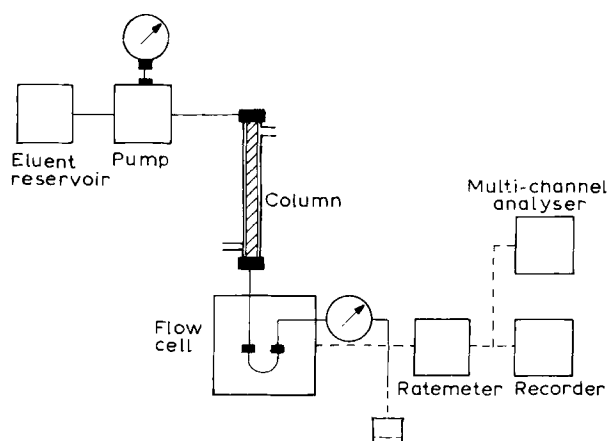 Eluent
reservoir
Pump
Column
Multi-channel
analyser
Flow
cell
Ratemeter
Recorder